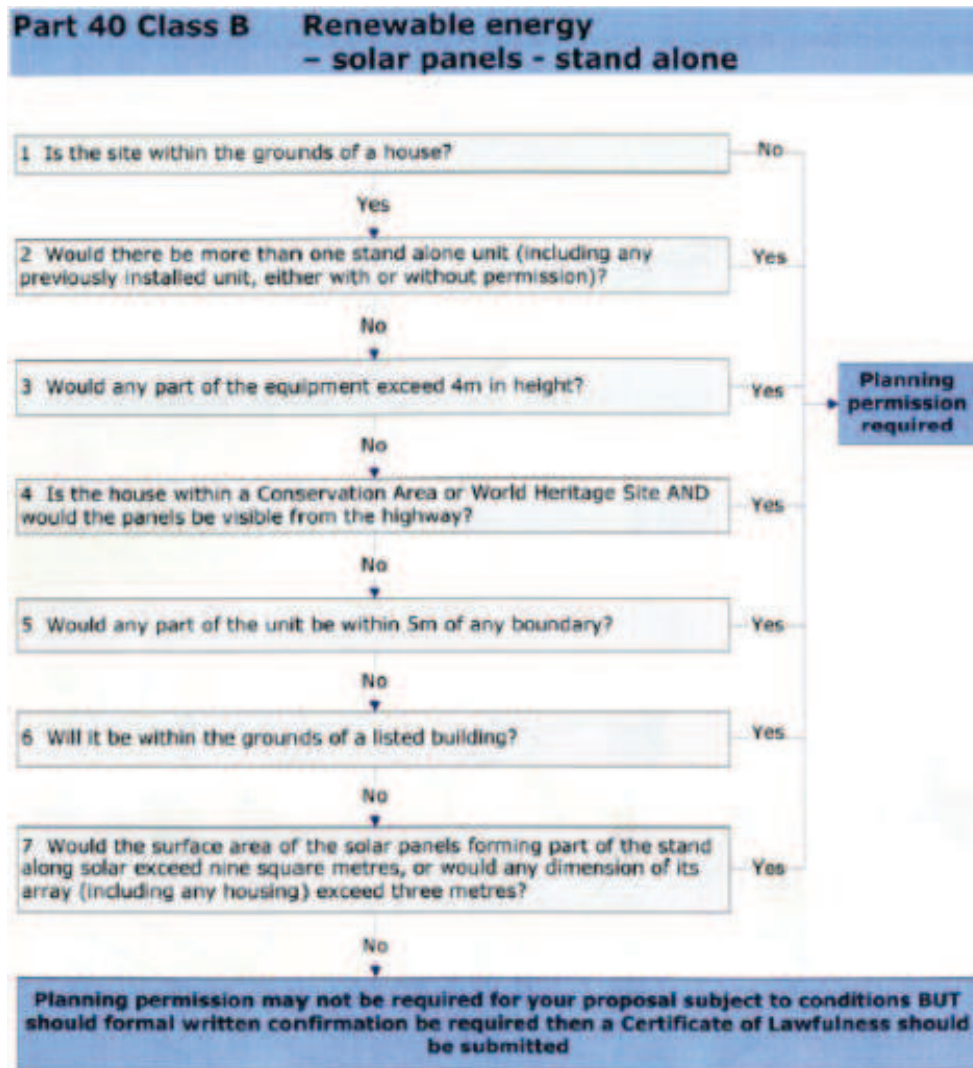 Part 40 Class B Renewable energy
– solar panels - stand alone
1 Is the site within the grounds of a house?
No
Yes
2 Would there be more than one stand alone unit (including any
previously installed unit, either with or without permission)?
Yes
No
3 Would any part of the equipment exceed 4m in height?
Yes
Planning
permission
required
No
4 Is the house within a Conservation Area or World Heritage Site AND
would the panels be visible from the highway?
Yes
No
5 Would any part of the unit be within 5m of any boundary?
Yes
No
6 Will it be within the grounds of a listed building?
Yes
No
7 Would the surface area of the solar panels forming part of the stand
along solar exceed nine square metres, or would any dimension of its
array (including any housing) exceed three metres?
Yes
No
Planning permission may not be required for your proposal subject to conditions BUT
should formal written confirmation be required then a Certificate of Lawfulness should
be submitted